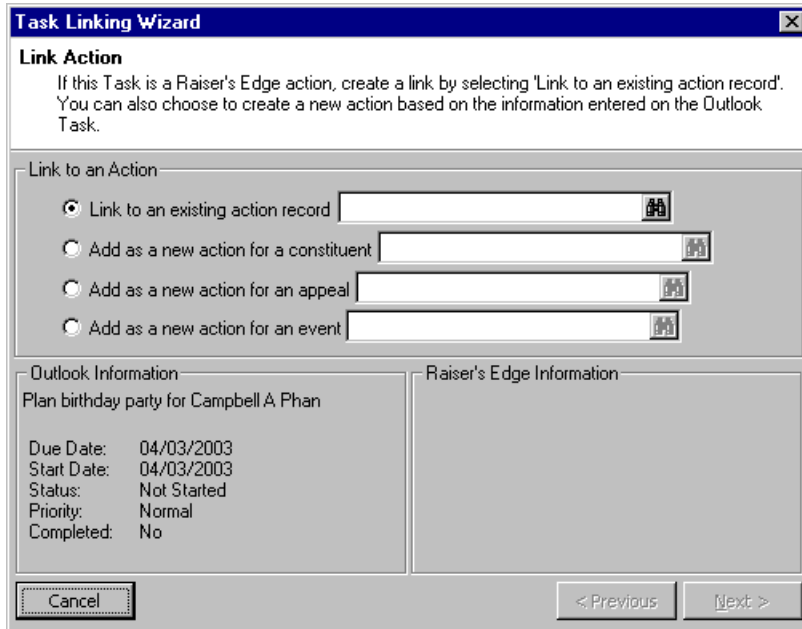 Task Linking Wizard
Link Action
If this Task is a Raiser's Edge action, create a link by selecting 'Link to an existing action record'.
You can also choose to create a new action based on the information entered on the Outlook
Task.
Link to an Action
Link to an existing action record
Add as a new action for a constituent
Add as a new action for an appeal
Add as a new action for an event
Outlook Information
Plan birthday party for Campbell A Phan
Due Date: 04/03/2003
Start Date: 04/03/2003
Status: Not Started
Priority: Normal
Completed: No
Raiser's Edge Information
Cancel
< Previous
Next >